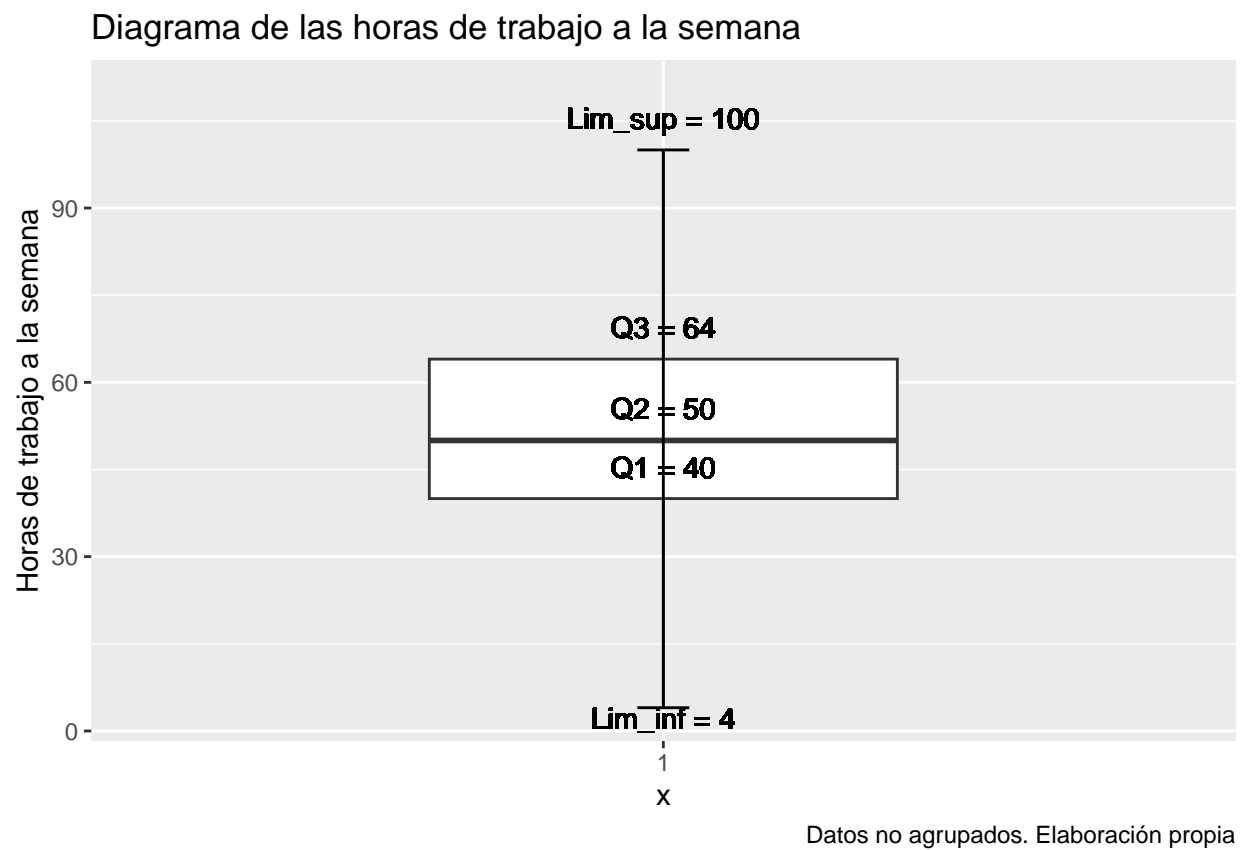 Diagrama de las horas de trabajo a la semana
Lim_sup = 100
90
Q3 = 64
60
Q2 = 50
Q1 = 40
30
Lim_inf = 4
0
Horas de trabajo a la semana
1
x
Datos no agrupados. Elaboración propia